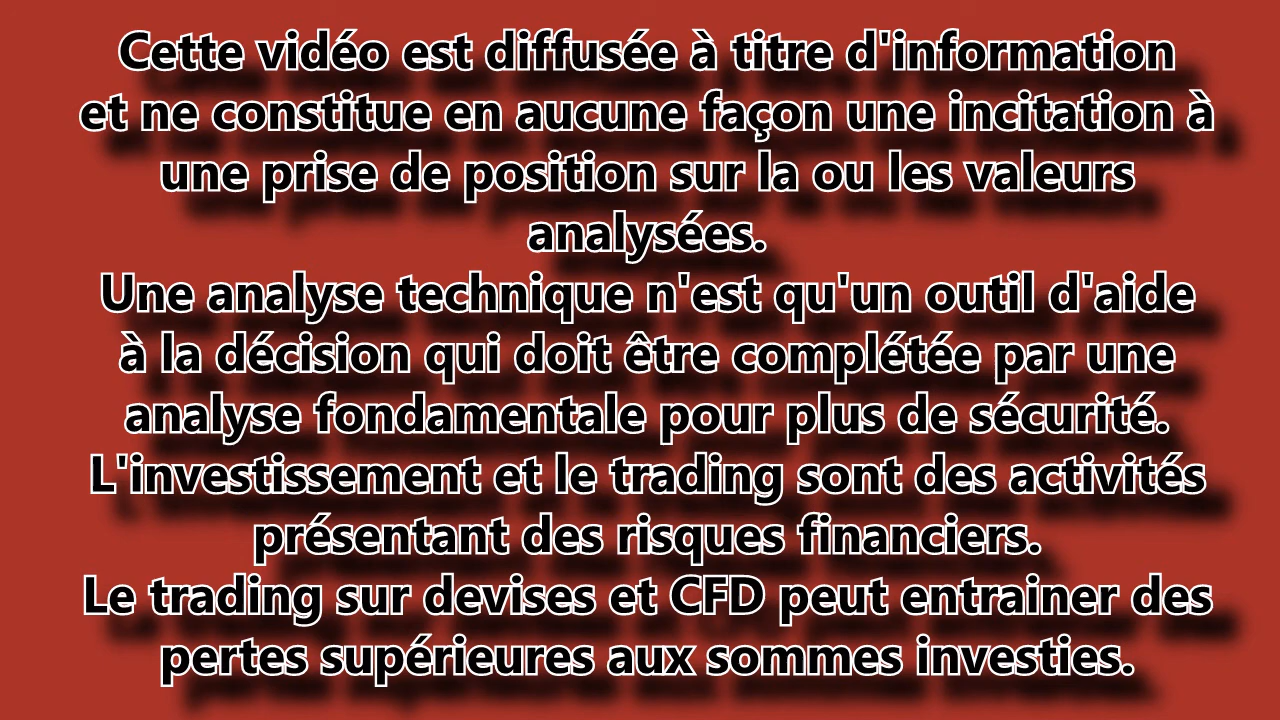 Cette vidéo est diffusée à titre d'information
et ne constitue en aucune façon une incitation à
une prise de position sur la ou les valeurs
analysées.
Une analyse technique n'est qu'un outil d'aide
à la décision qui doit être complétée par une
analyse fondamentale pour plus de sécurité.
L'investissement et le trading sont des activités
présentant des risques financiers.
Le trading sur devises et CFD peut entrainer des
pertes supérieures aux sommes investies.